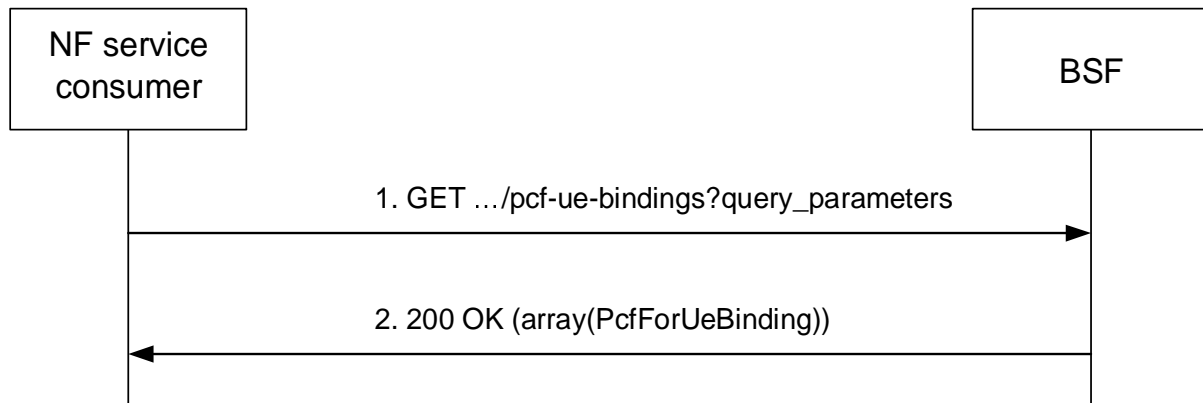 NF service
consumer
BSF
1. GET …/pcf-ue-bindings?query_parameters
2. 200 OK (array(PcfForUeBinding))